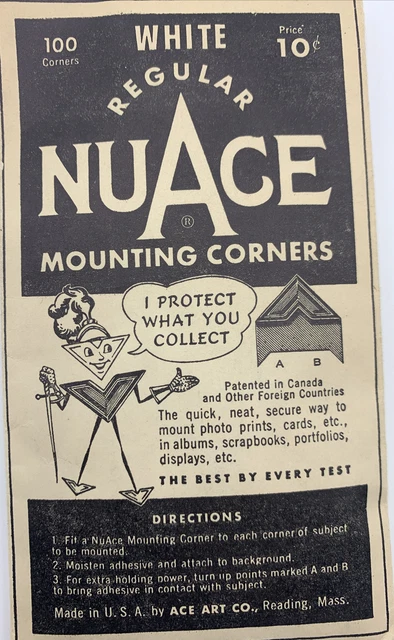 100
Corners
WHITE
Price
10¢
REGULAR
NUACE
®
MOUNTING CORNERS
I PROTECT
WHAT YOU
COLLECT
A B
Patented in Canada
and Other Foreign Countries
The quick, neat, secure way to
mount photo prints, cards, etc.,
in albums, scrapbooks, portfolios,
displays, etc.
THE BEST BY EVERY TEST
DIRECTIONS
1. Fit a NuAce Mounting Corner to each corner of subject
to be mounted.
2. Moisten adhesive and attach to background.
3. For extra holding power, turn up points marked A and B
to bring adhesive in contact with subject.
Made in U. S. A. by ACE ART CO., Reading, Mass.